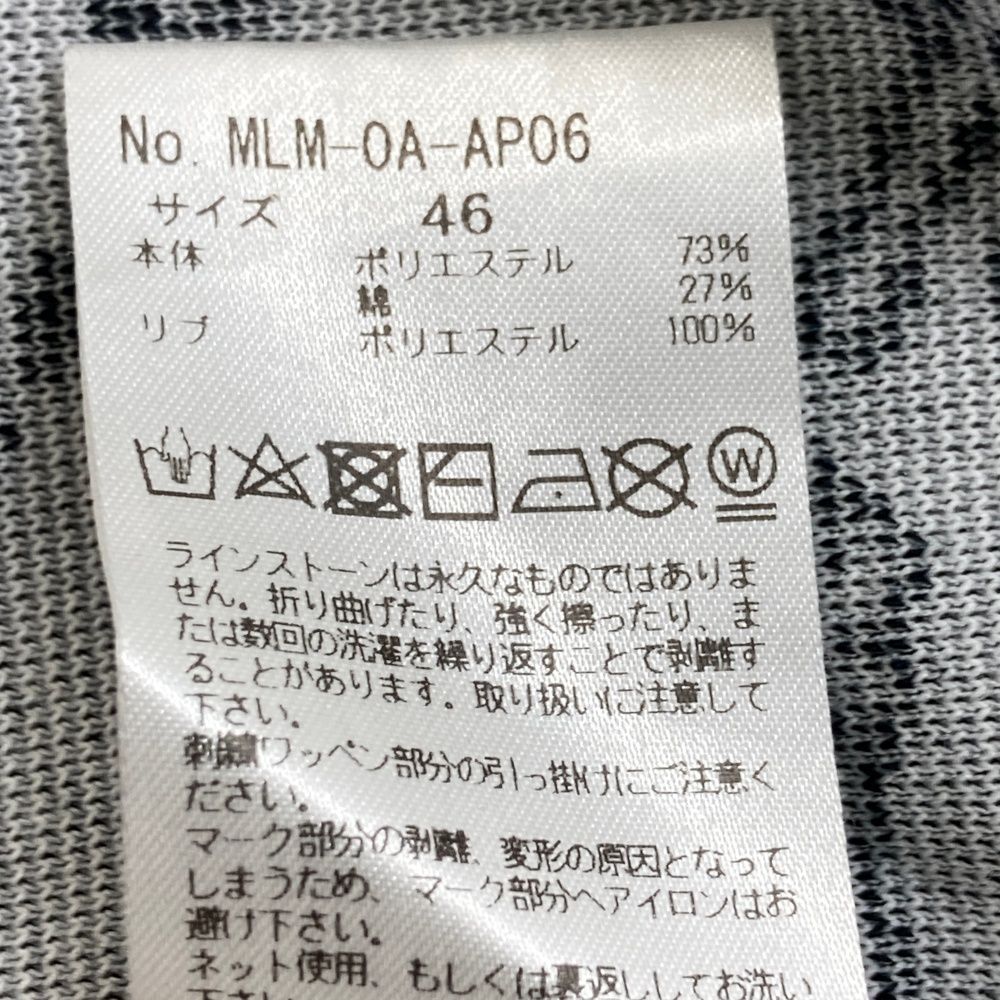 No. MLM-OA-AP06
サイズ 46
本体 ポリエステル 73%
綿 27%
リブ ポリエステル 100%
W
ラインストーンは永久なものではありま
せん。折り曲げたり、強く擦ったり、ま
たは数回の洗濯を繰り返すことで剥離す
ることがあります。取り扱いに注意して
下さい。
刺繍ワッペン部分の引っ掛けにご注意く
ださい。
マーク部分の剥離、変形の原因となって
しまうため、マーク部分へアイロンはお
避け下さい。
ネット使用、もしくは裏返ししてお洗い
下さい